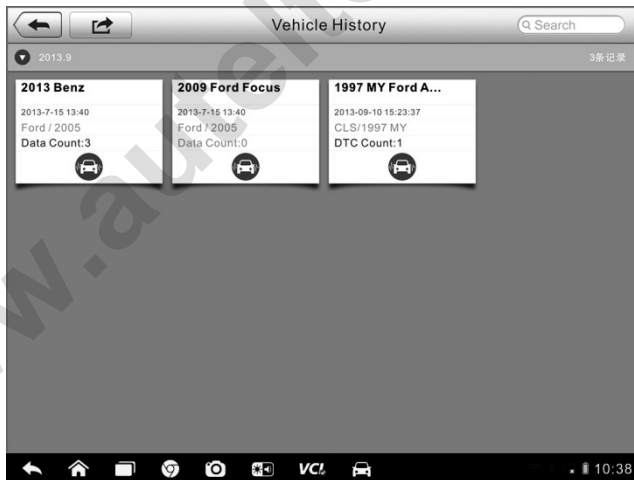 Vehicle History
Search
2013.9
3条记录
2013 Benz
2013-7-15 13:40
Ford / 2005
Data Count:3
2009 Ford Focus
2013-7-15 13:40
Ford / 2005
Data Count:0
1997 MY Ford A...
2013-09-10 15:23:37
CLS/1997 MY
DTC Count:1
w.autelto
VCI
10:38